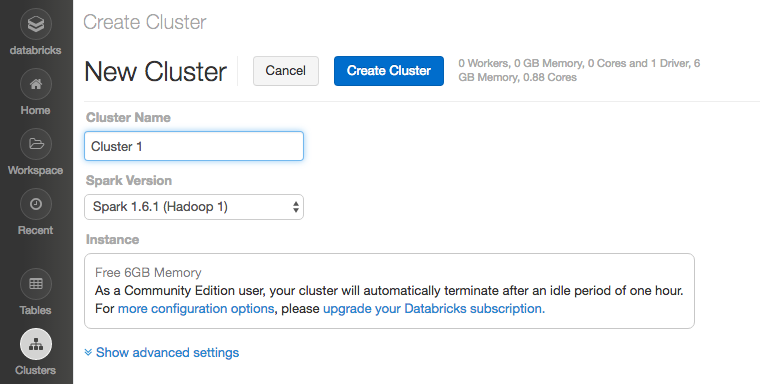 databricks
Home
Workspace
Recent
Tables
Clusters
Create Cluster
New Cluster
Cancel
Create Cluster
0 Workers, 0 GB Memory, 0 Cores and 1 Driver, 6
GB Memory, 0.88 Cores
Cluster Name
Cluster 1
Spark Version
Spark 1.6.1 (Hadoop 1)
Instance
Free 6GB Memory
As a Community Edition user, your cluster will automatically terminate after an idle period of one hour.
For more configuration options, please upgrade your Databricks subscription.
Show advanced settings